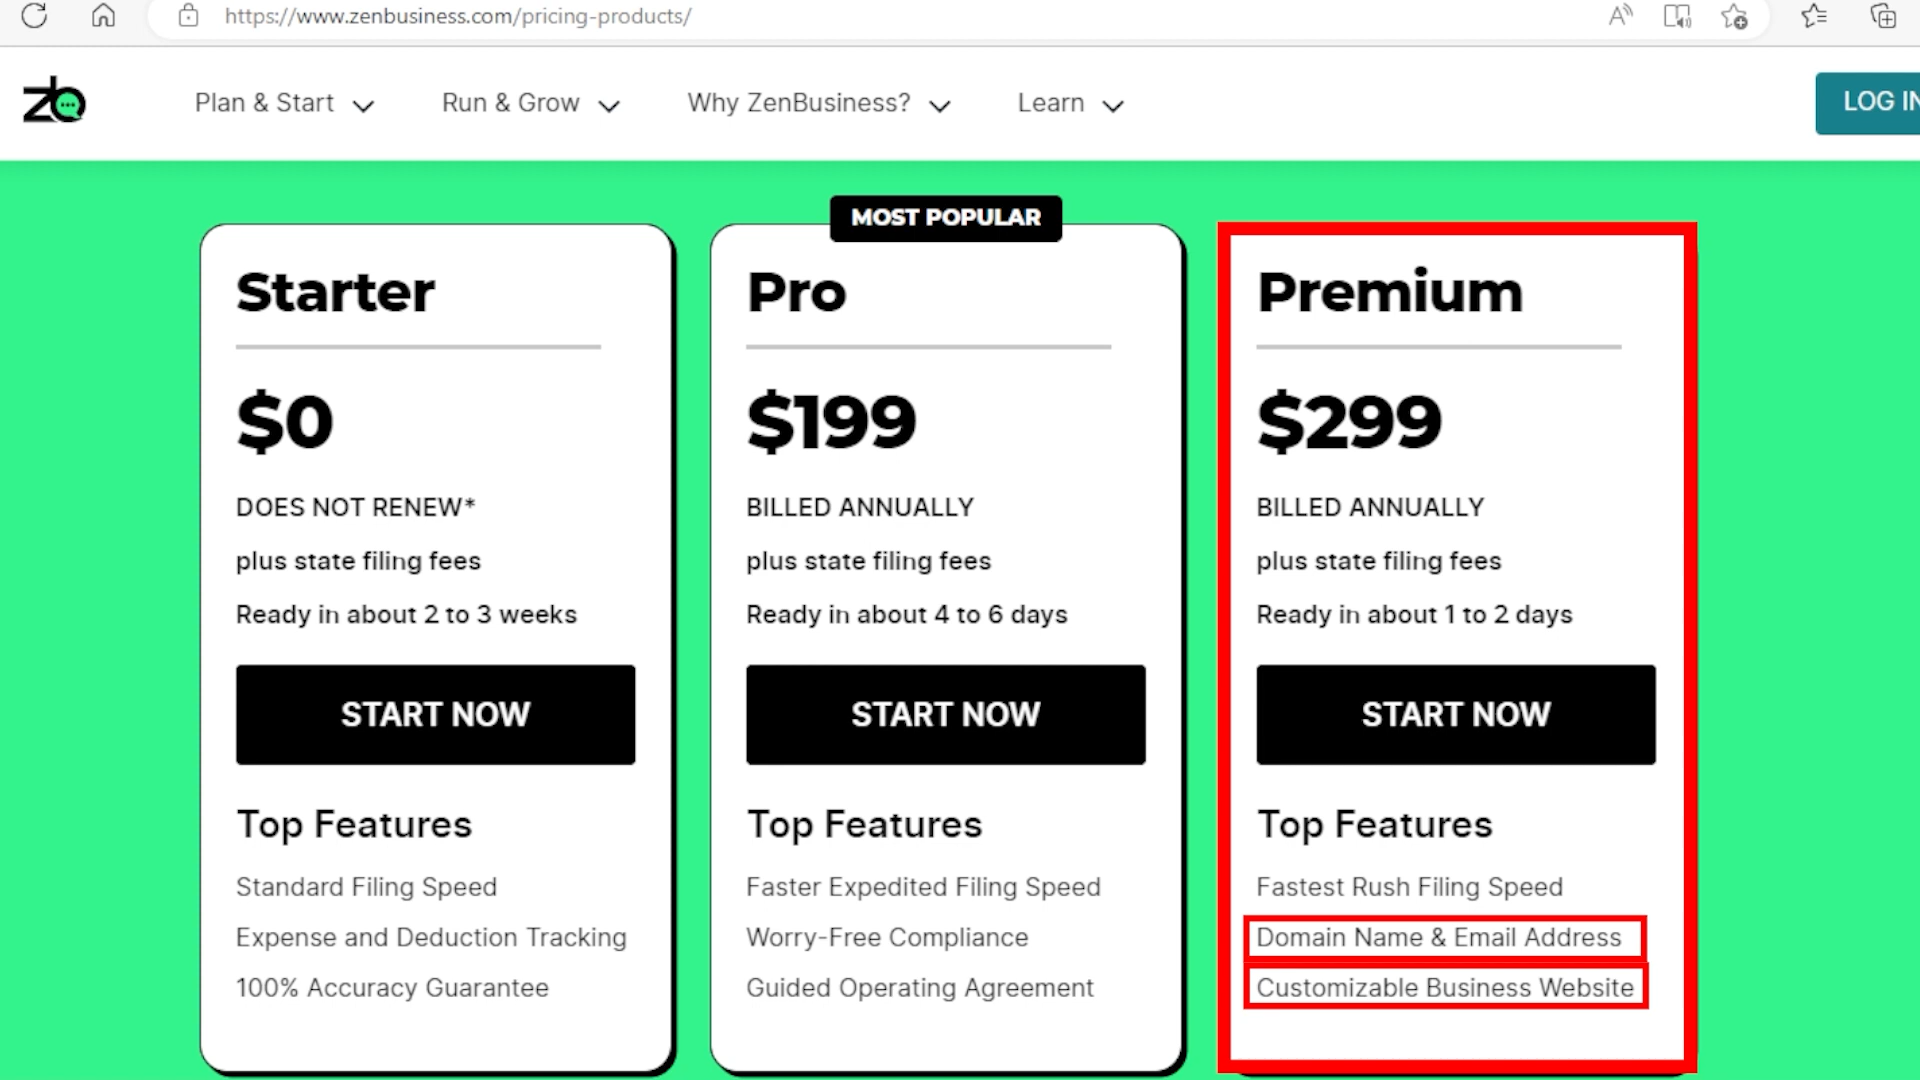 https://www.zenbusiness.com/pricing-products/
zb
Plan & Start
Run & Grow
Why ZenBusiness?
Learn
LOG IN
MOST POPULAR
Starter
$0
DOES NOT RENEW*
plus state filing fees
Ready in about 2 to 3 weeks
START NOW
Top Features
Standard Filing Speed
Expense and Deduction Tracking
100% Accuracy Guarantee
Pro
$199
BILLED ANNUALLY
plus state filing fees
Ready in about 4 to 6 days
START NOW
Top Features
Faster Expedited Filing Speed
Worry-Free Compliance
Guided Operating Agreement
Premium
$299
BILLED ANNUALLY
plus state filing fees
Ready in about 1 to 2 days
START NOW
Top Features
Fastest Rush Filing Speed
Domain Name & Email Address
Customizable Business Website